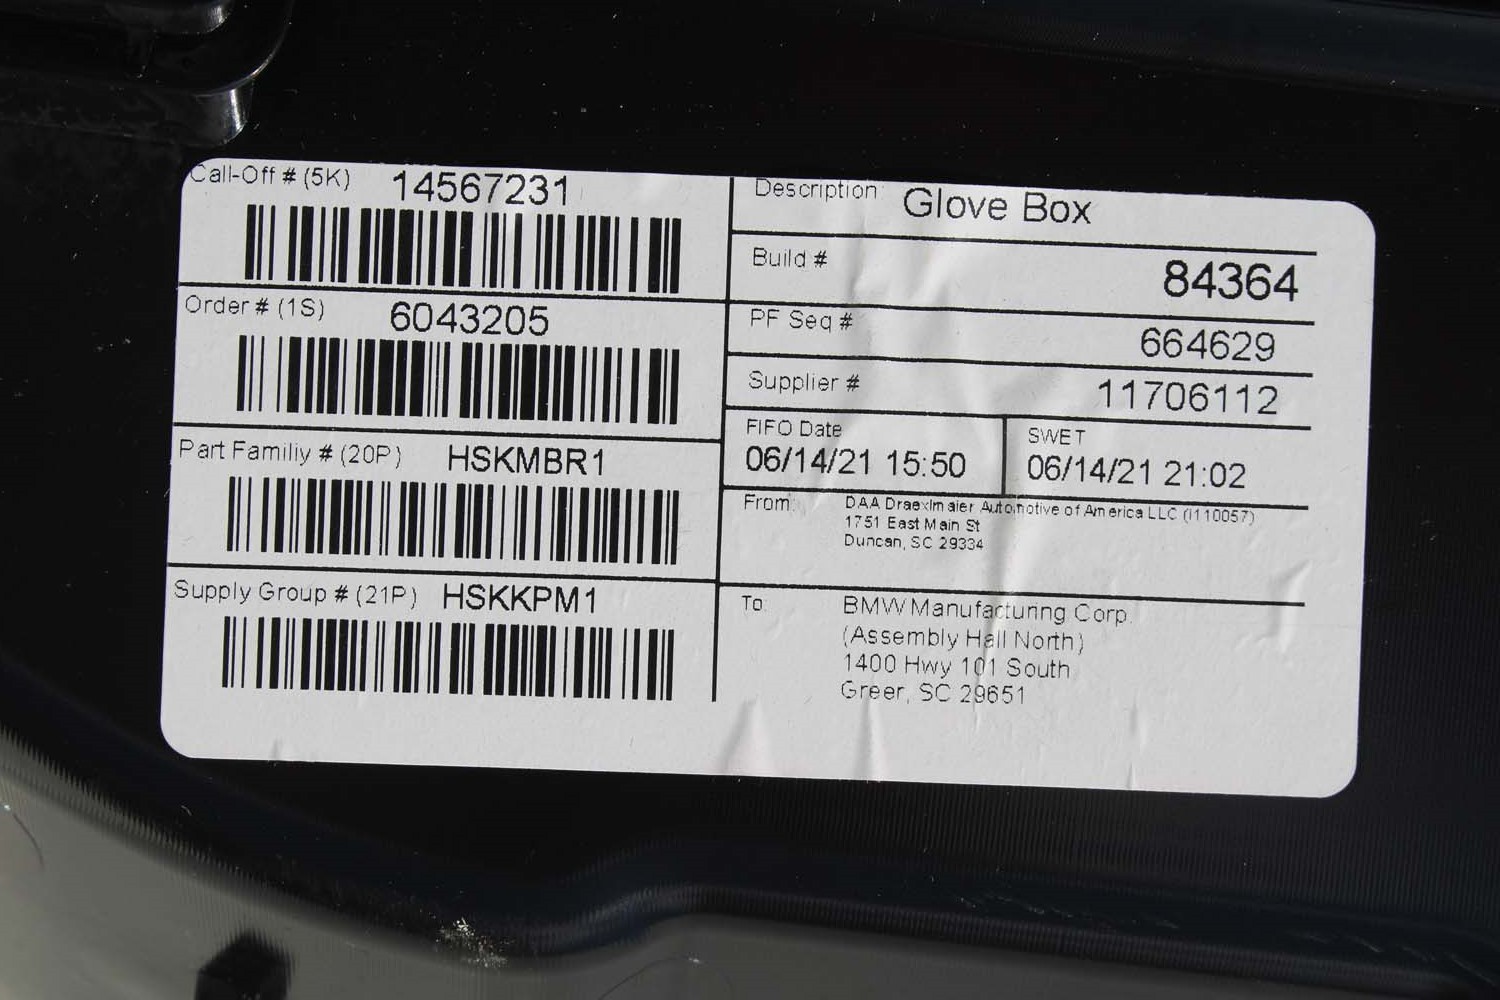 Call-Off # (5K) 14567231
Order # (1S) 6043205
Part Familiy # (20P) HSKMBR1
Supply Group # (21P) HSKKPM1
Description: Glove Box
Build # 84364
PF Seq # 664629
Supplier # 11706112
FIFO Date
06/14/21 15:50
SWET
06/14/21 21:02
From: DAA Draexlmaier Automotive of America LLC (I110057)
1751 East Main St
Duncan, SC 29334
To: BMW Manufacturing Corp.
(Assembly Hall North)
1400 Hwy 101 South
Greer, SC 29651